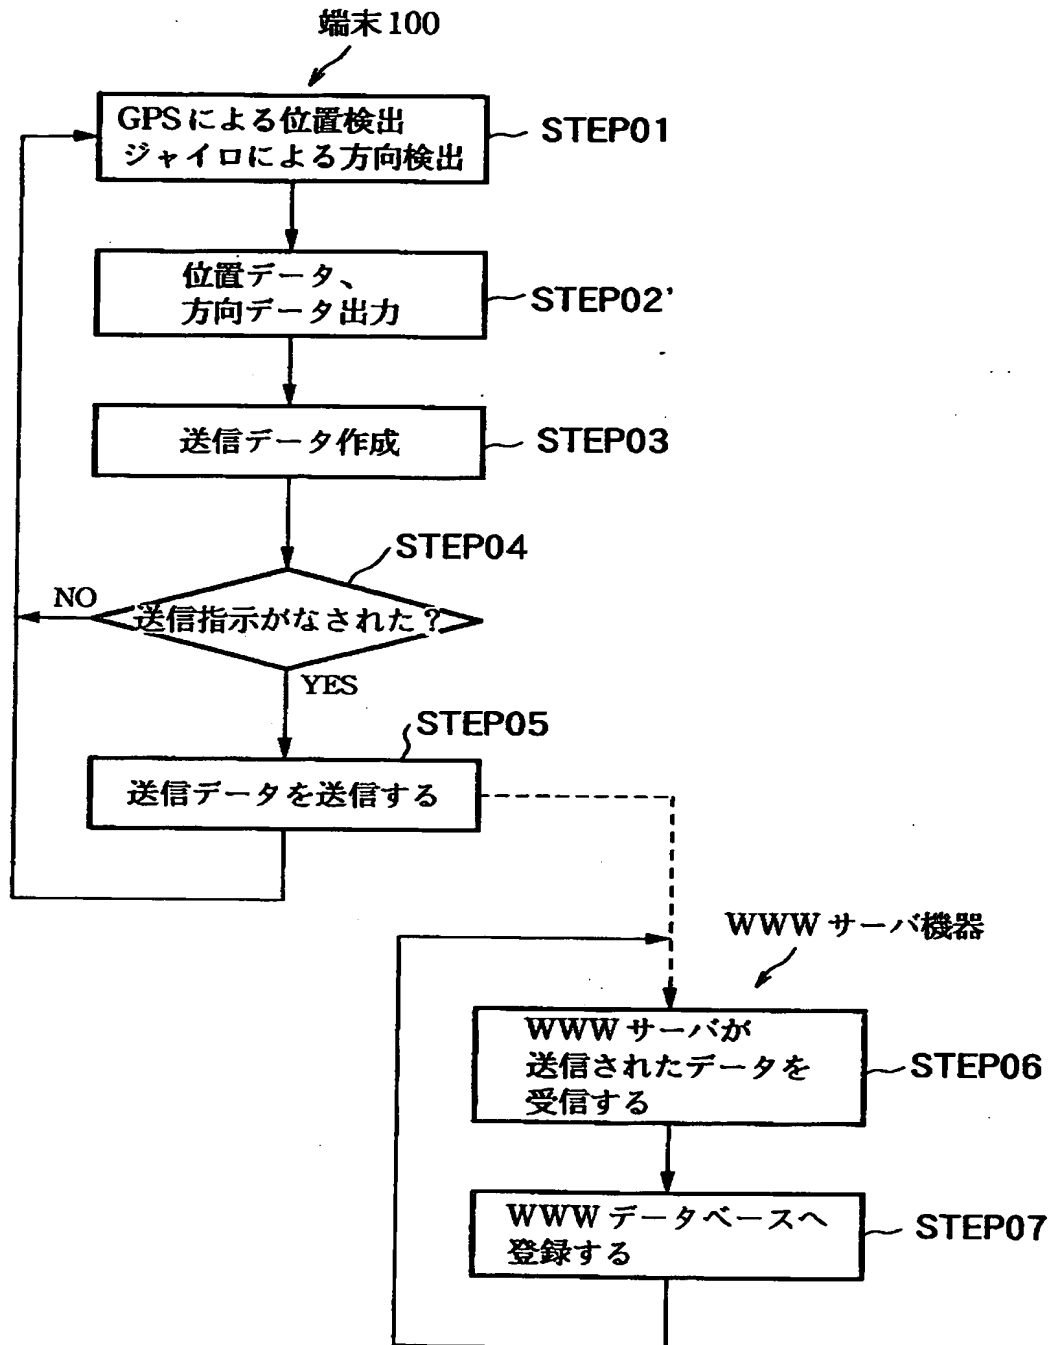 端末100
GPSによる位置検出
ジャイロによる方向検出
STEP01
位置データ、
方向データ出力
STEP02'
送信データ作成
STEP03
STEP04
NO
送信指示がなされた?
YES
STEP05
送信データを送信する
WWWサーバ機器
WWWサーバが
送信されたデータを
受信する
STEP06
WWWデータベースへ
登録する
STEP07